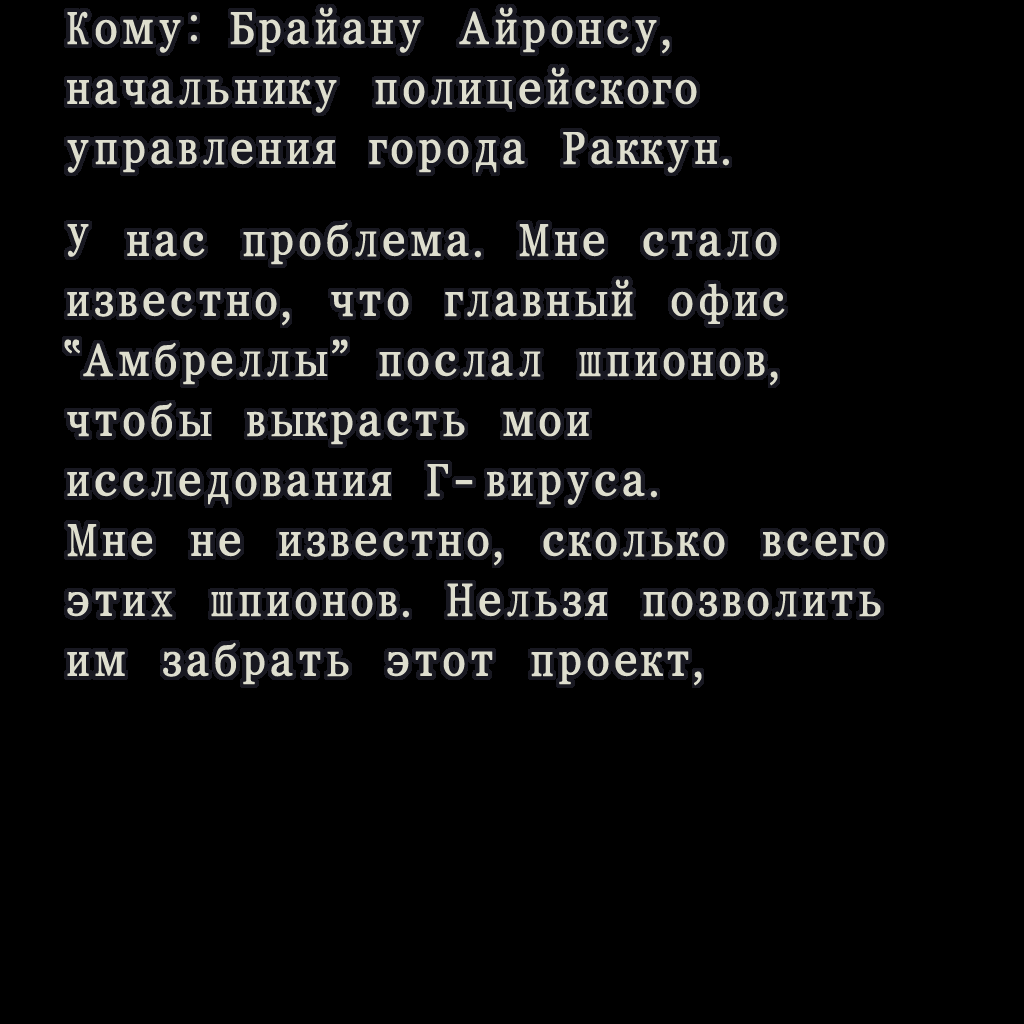 Кому: Брайану Айронсу,
начальнику полицейского
управления города Раккун.
У нас проблема. Мне стало
известно, что главный офис
“Амбреллы” послал шпионов,
чтобы выкрасть мои
исследования Г-вируса.
Мне не известно, сколько всего
этих шпионов. Нельзя позволить
им забрать этот проект,